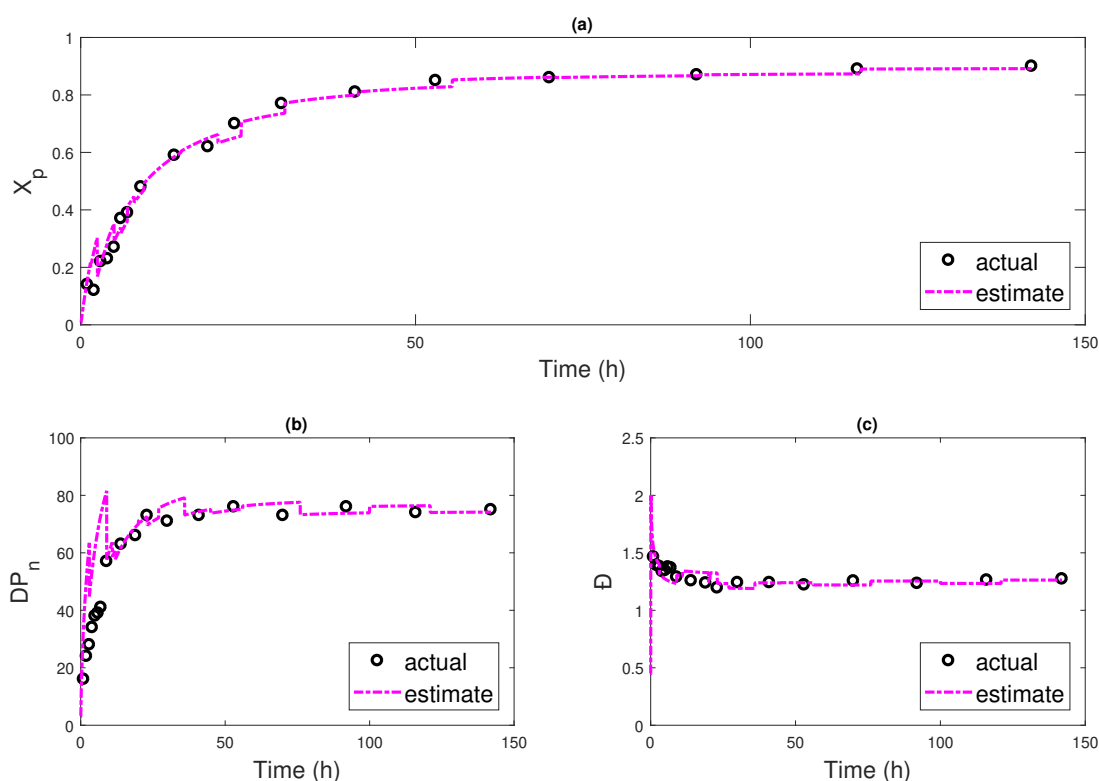 (a)
1
0.8
0.6
0.4
0.2
0
X_p
actual
estimate
0 50 100 150
Time (h)
(b)
100
80
60
40
20
0
DP_n
actual
estimate
0 50 100 150
Time (h)
(c)
2.5
2
1.5
1
0.5
0
Đ
actual
estimate
0 50 100 150
Time (h)